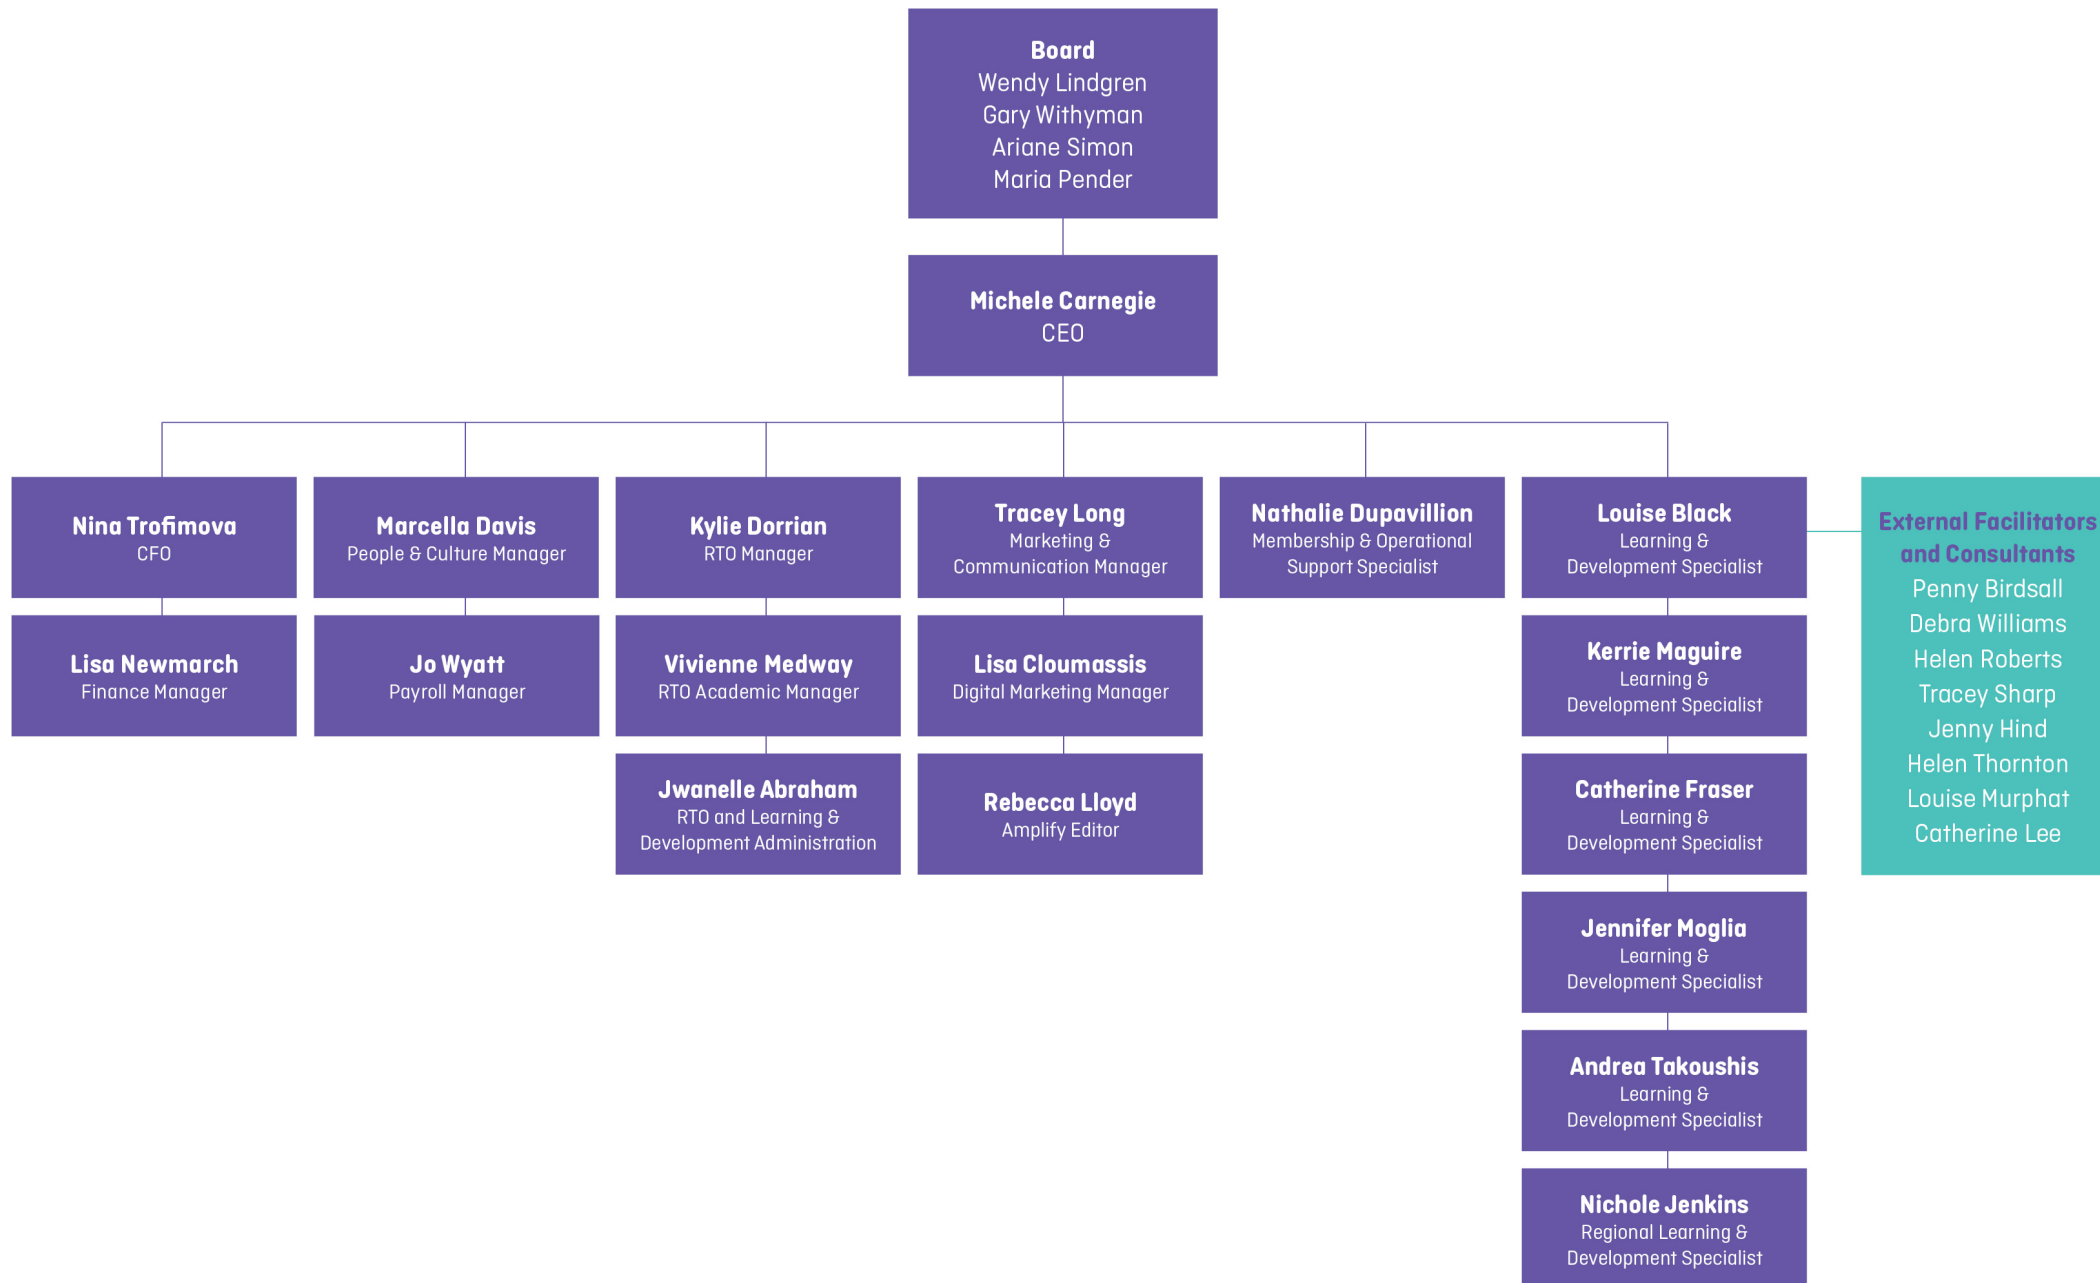 Board
Wendy Lindgren
Gary Withyman
Ariane Simon
Maria Pender
Michele Carnegie
CEO
Nina Trofimova
CFO
Lisa Newmarch
Finance Manager
Marcella Davis
People & Culture Manager
Jo Wyatt
Payroll Manager
Kylie Dorrian
RTO Manager
Vivienne Medway
RTO Academic Manager
Jwanelle Abraham
RTO and Learning &
Development Administration
Tracey Long
Marketing &
Communication Manager
Lisa Cloumassis
Digital Marketing Manager
Rebecca Lloyd
Amplify Editor
Nathalie Dupavillion
Membership & Operational
Support Specialist
Louise Black
Learning &
Development Specialist
Kerrie Maguire
Learning &
Development Specialist
Catherine Fraser
Learning &
Development Specialist
Jennifer Moglia
Learning &
Development Specialist
Andrea Takoushis
Learning &
Development Specialist
Nichole Jenkins
Regional Learning &
Development Specialist
External Facilitators
and Consultants
Penny Birdsall
Debra Williams
Helen Roberts
Tracey Sharp
Jenny Hind
Helen Thornton
Louise Murphat
Catherine Lee